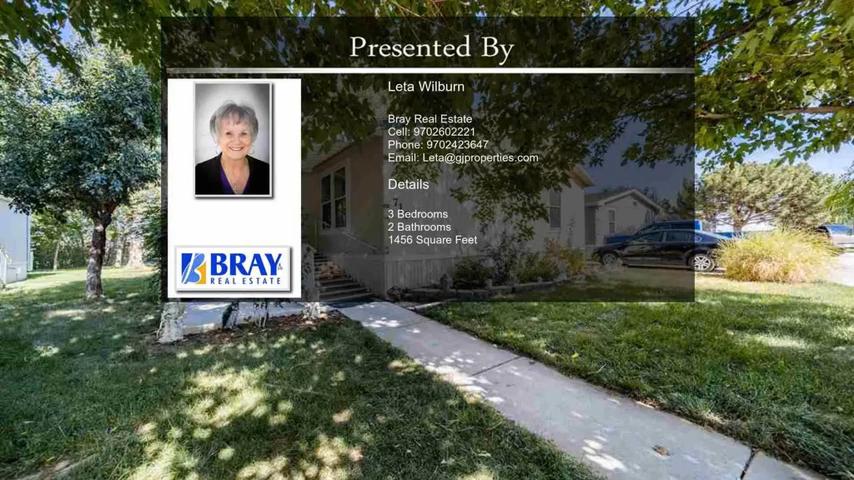 Presented By
Leta Wilburn
Bray Real Estate
Cell: 9702602221
Phone: 9702423647
Email: Leta@gjproperties.com
Details
3 Bedrooms
2 Bathrooms
1456 Square Feet
BRAY
REAL ESTATE